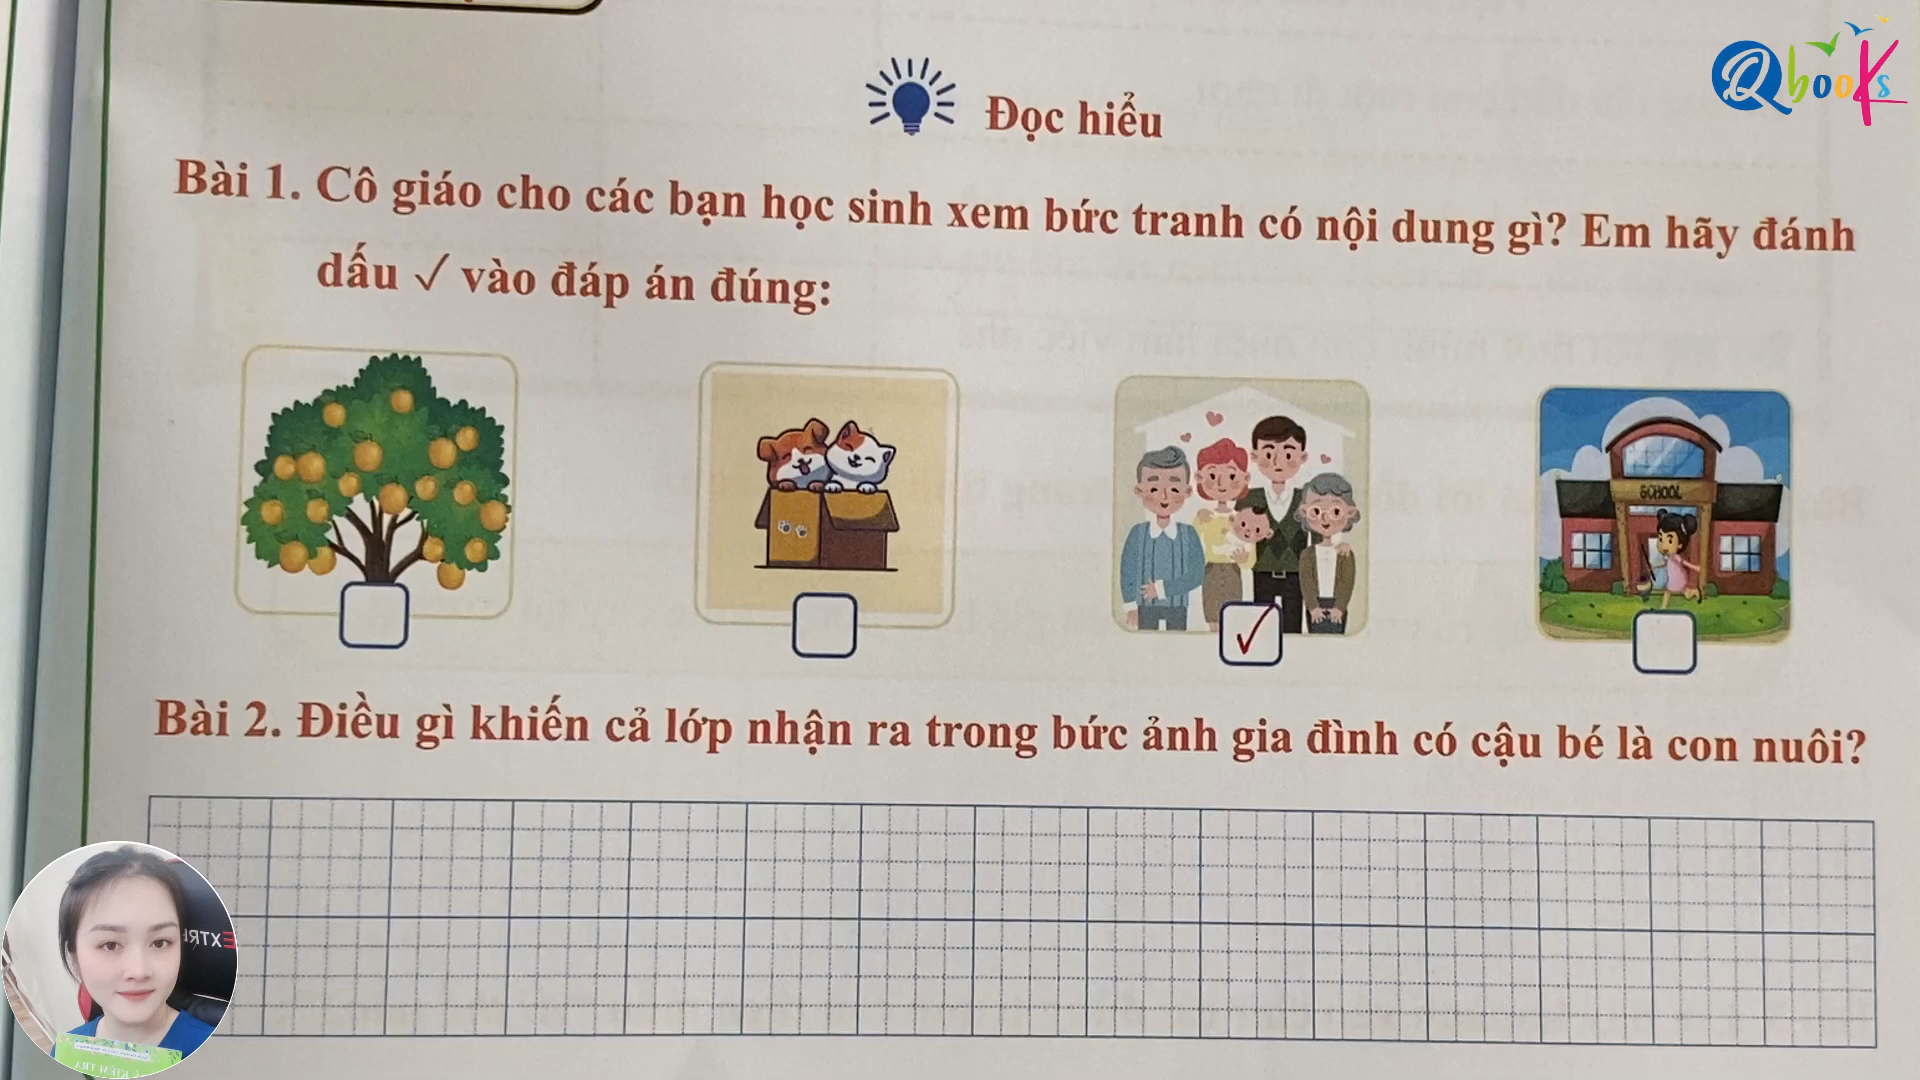 Qbooks
Đọc hiểu
Bài 1. Cô giáo cho các bạn học sinh xem bức tranh có nội dung gì? Em hãy đánh
dấu √ vào đáp án đúng:
SCHOOL
✓
Bài 2. Điều gì khiến cả lớp nhận ra trong bức ảnh gia đình có cậu bé là con nuôi?